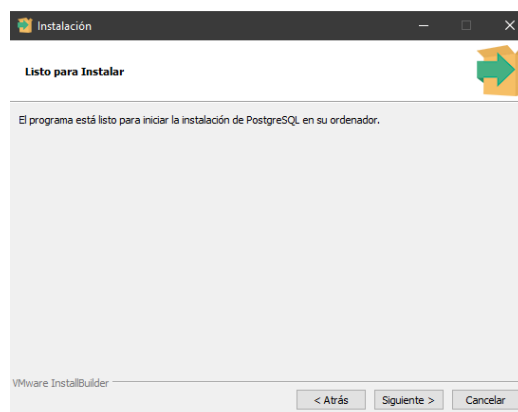 Instalación
Listo para Instalar
El programa está listo para iniciar la instalación de PostgreSQL en su ordenador.
VMware InstallBuilder
< Atrás
Siguiente >
Cancelar